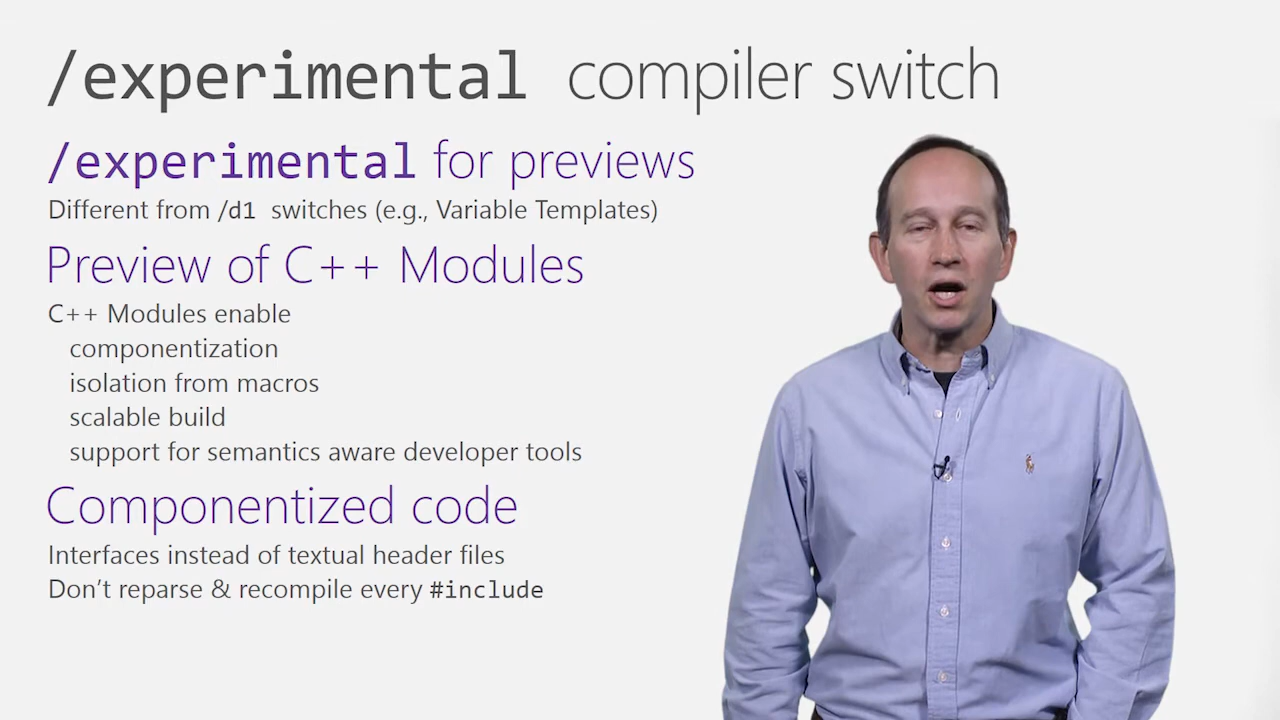 /experimental compiler switch
/experimental for previews
Different from /d1 switches (e.g., Variable Templates)
Preview of C++ Modules
C++ Modules enable
componentization
isolation from macros
scalable build
support for semantics aware developer tools
Componentized code
Interfaces instead of textual header files
Don’t reparse & recompile every #include